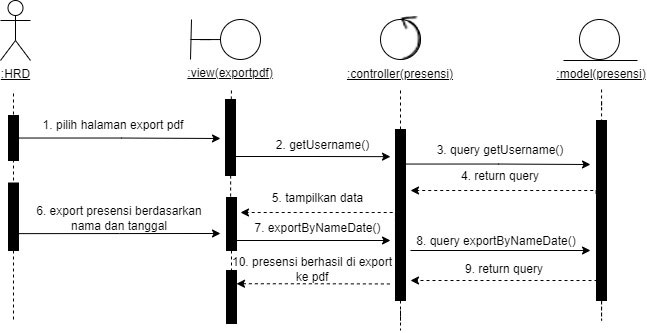 :HRD
:view(exportpdf)
:controller(presensi)
:model(presensi)
1. pilih halaman export pdf
2. getUsername()
3. query getUsername()
4. return query
5. tampilkan data
6. export presensi berdasarkan
nama dan tanggal
7. exportByNameDate()
8. query exportByNameDate()
9. return query
10. presensi berhasil di export
ke pdf